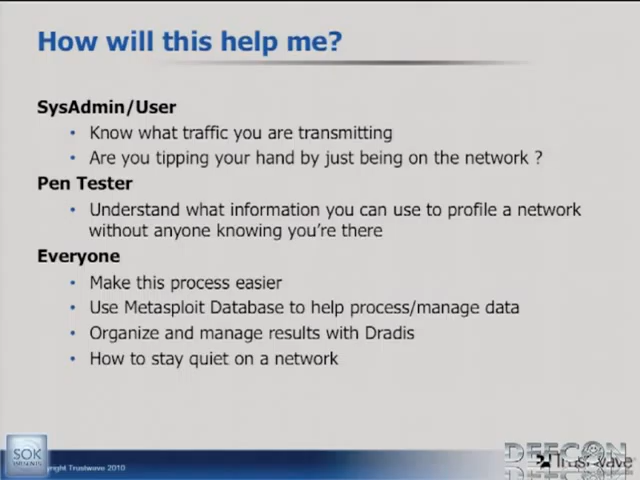 How will this help me?
SysAdmin/User
• Know what traffic you are transmitting
• Are you tipping your hand by just being on the network ?
Pen Tester
• Understand what information you can use to profile a network
without anyone knowing you're there
Everyone
• Make this process easier
• Use Metasploit Database to help process/manage data
• Organize and manage results with Dradis
• How to stay quiet on a network
SOK
yright Trustwave 2010
DEFCON
Trustwave